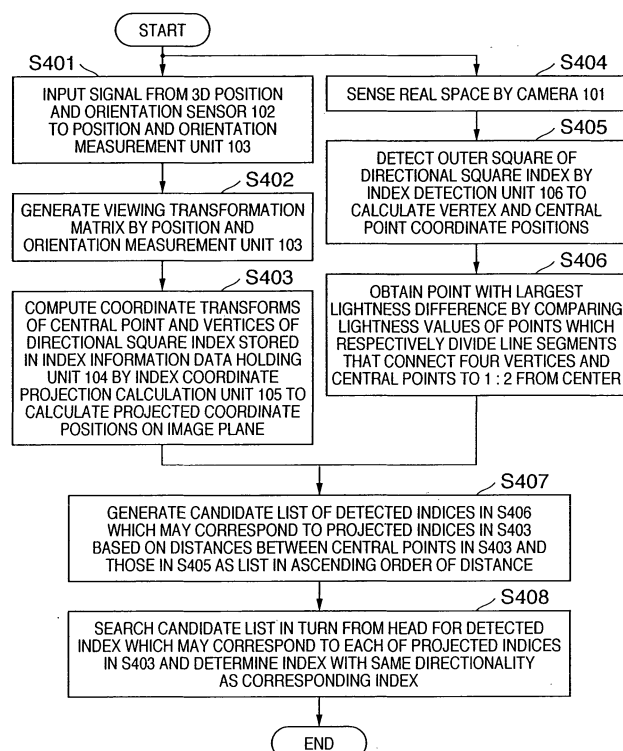 START
S401
INPUT SIGNAL FROM 3D POSITION
AND ORIENTATION SENSOR 102
TO POSITION AND ORIENTATION
MEASUREMENT UNIT 103
S402
GENERATE VIEWING TRANSFORMATION
MATRIX BY POSITION AND
ORIENTATION MEASUREMENT UNIT 103
S403
COMPUTE COORDINATE TRANSFORMS
OF CENTRAL POINT AND VERTICES OF
DIRECTIONAL SQUARE INDEX STORED
IN INDEX INFORMATION DATA HOLDING
UNIT 104 BY INDEX COORDINATE
PROJECTION CALCULATION UNIT 105 TO
CALCULATE PROJECTED COORDINATE
POSITIONS ON IMAGE PLANE
S404
SENSE REAL SPACE BY CAMERA 101
S405
DETECT OUTER SQUARE OF
DIRECTIONAL SQUARE INDEX BY
INDEX DETECTION UNIT 106 TO
CALCULATE VERTEX AND CENTRAL
POINT COORDINATE POSITIONS
S406
OBTAIN POINT WITH LARGEST
LIGHTNESS DIFFERENCE BY COMPARING
LIGHTNESS VALUES OF POINTS WHICH
RESPECTIVELY DIVIDE LINE SEGMENTS
THAT CONNECT FOUR VERTICES AND
CENTRAL POINTS TO 1 : 2 FROM CENTER
S407
GENERATE CANDIDATE LIST OF DETECTED INDICES IN S406
WHICH MAY CORRESPOND TO PROJECTED INDICES IN S403
BASED ON DISTANCES BETWEEN CENTRAL POINTS IN S403 AND
THOSE IN S405 AS LIST IN ASCENDING ORDER OF DISTANCE
S408
SEARCH CANDIDATE LIST IN TURN FROM HEAD FOR DETECTED
INDEX WHICH MAY CORRESPOND TO EACH OF PROJECTED INDICES
IN S403 AND DETERMINE INDEX WITH SAME DIRECTIONALITY
AS CORRESPONDING INDEX
END